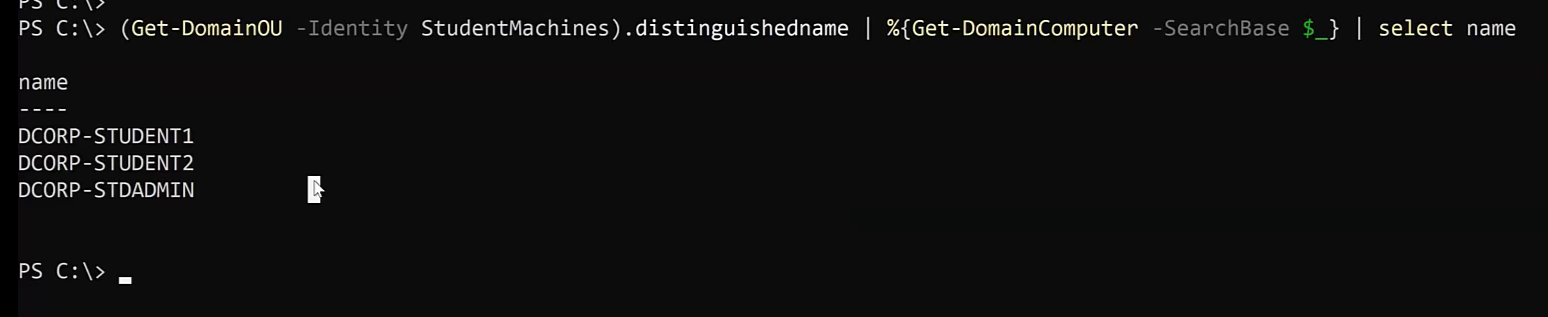 PS C:\>
PS C:\> (Get-DomainOU -Identity StudentMachines).distinguishedname | %{Get-DomainComputer -SearchBase $_} | select name
name
----
DCORP-STUDENT1
DCORP-STUDENT2
DCORP-STDADMIN
PS C:\>